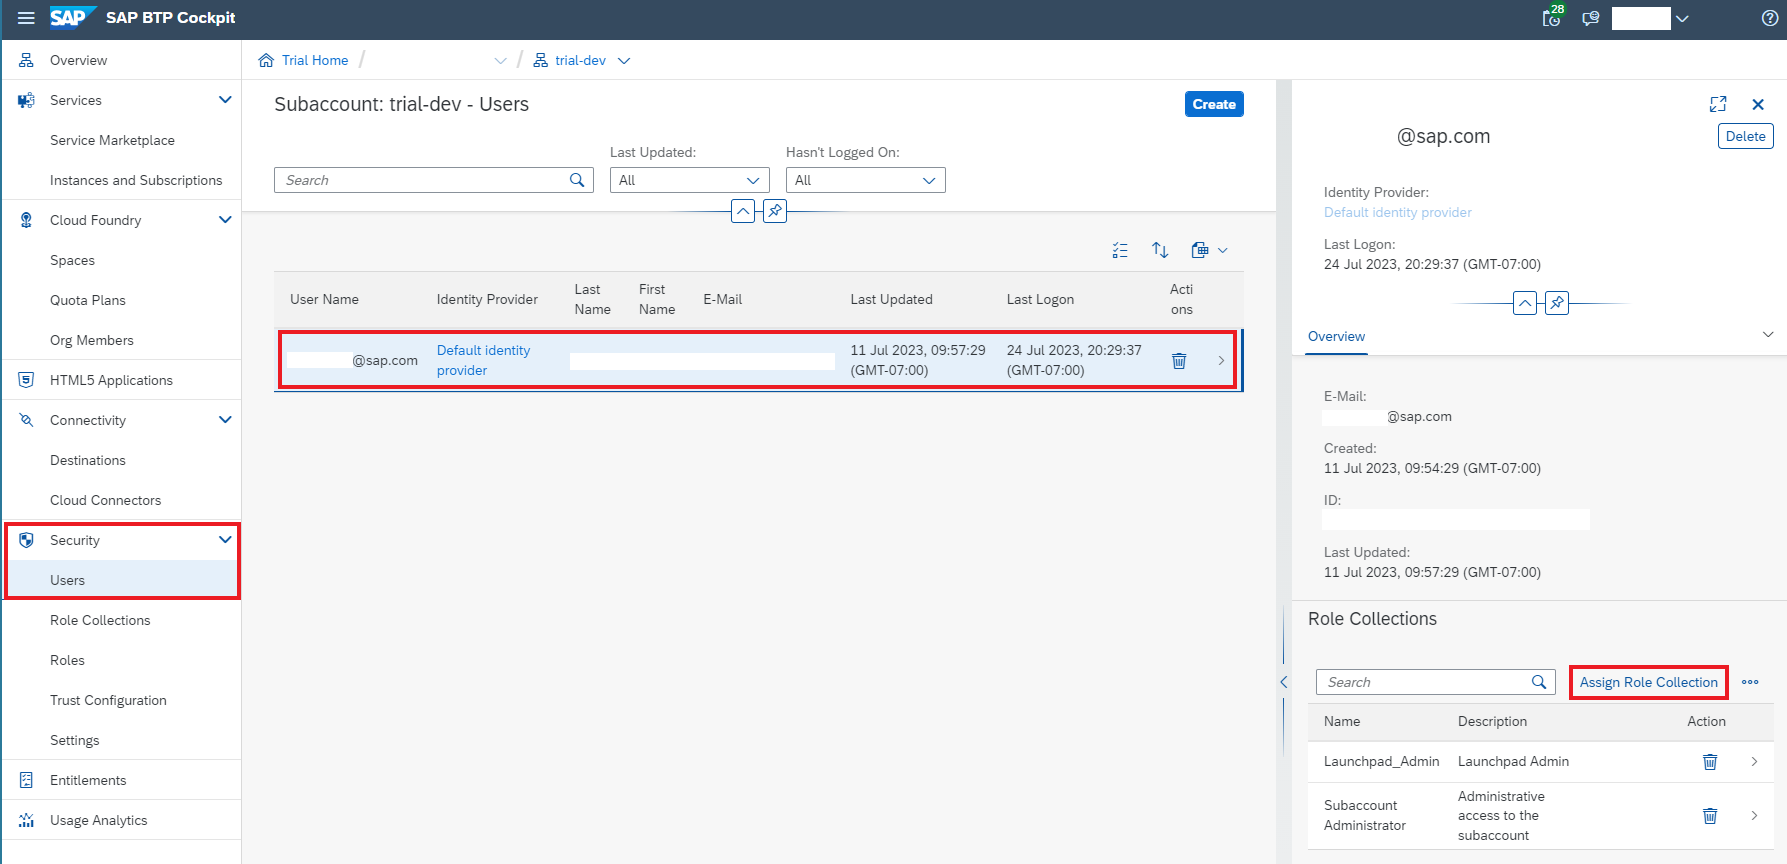 SAP SAP BTP Cockpit
28
Overview
Services
Service Marketplace
Instances and Subscriptions
Cloud Foundry
Spaces
Quota Plans
Org Members
HTML5 Applications
Connectivity
Destinations
Cloud Connectors
Security
Users
Role Collections
Roles
Trust Configuration
Settings
Entitlements
Usage Analytics
Trial Home / / trial-dev
Subaccount: trial-dev - Users
Create
Last Updated: Hasn't Logged On:
Search All All
User Name Identity Provider Last Name First Name E-Mail Last Updated Last Logon Acti ons
@sap.com Default identity provider 11 Jul 2023, 09:57:29 (GMT-07:00) 24 Jul 2023, 20:29:37 (GMT-07:00)
@sap.com
Delete
Identity Provider:
Default identity provider
Last Logon:
24 Jul 2023, 20:29:37 (GMT-07:00)
Overview
E-Mail:
@sap.com
Created:
11 Jul 2023, 09:54:29 (GMT-07:00)
ID:
Last Updated:
11 Jul 2023, 09:57:29 (GMT-07:00)
Role Collections
Search Assign Role Collection
Name Description Action
Launchpad_Admin Launchpad Admin
Subaccount Administrator Administrative access to the subaccount